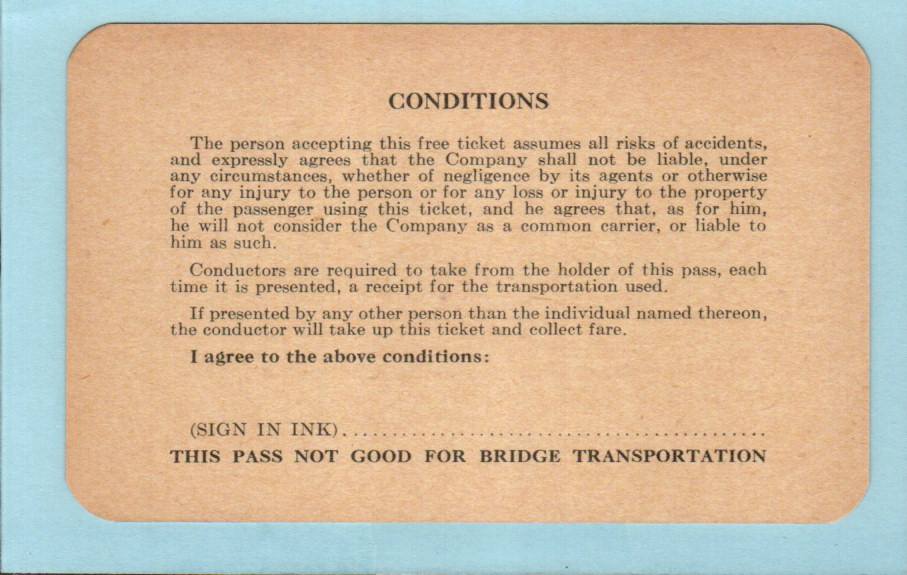 CONDITIONS
The person accepting this free ticket assumes all risks of accidents,
and expressly agrees that the Company shall not be liable, under
any circumstances, whether of negligence by its agents or otherwise
for any injury to the person or for any loss or injury to the property
of the passenger using this ticket, and he agrees that, as for him,
he will not consider the Company as a common carrier, or liable to
him as such.
Conductors are required to take from the holder of this pass, each
time it is presented, a receipt for the transportation used.
If presented by any other person than the individual named thereon,
the conductor will take up this ticket and collect fare.
I agree to the above conditions:
(SIGN IN INK)...........................................
THIS PASS NOT GOOD FOR BRIDGE TRANSPORTATION